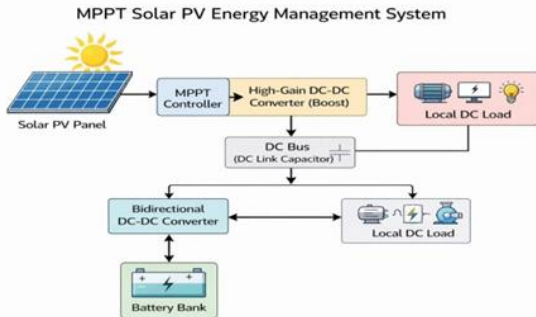 MPPT Solar PV Energy Management System
Solar PV Panel
MPPT
Controller
High-Gain DC-DC
Converter (Boost)
Local DC Load
DC Bus
(DC Link Capacitor)
Bidirectional
DC-DC Converter
Local DC Load
Battery Bank